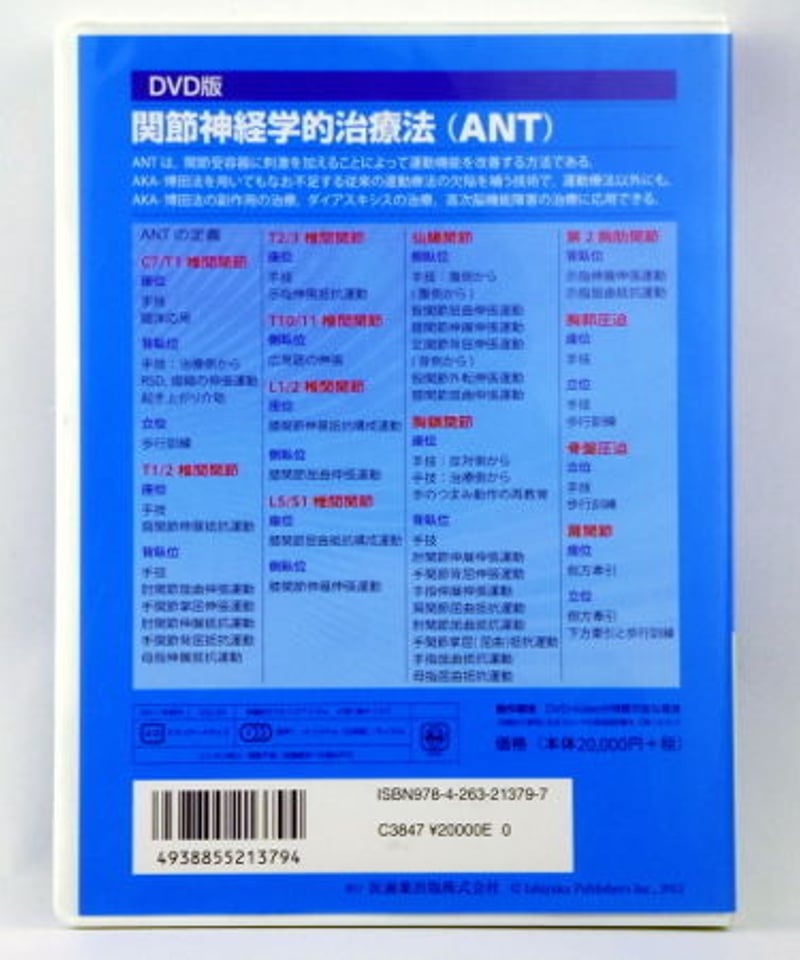 DVD版
関節神経学的治療法（ANT）
ANTは、関節受容器に刺激を加えることによって運動機能を改善する方法である。
AKA-博田法を用いてもなお不足する従来の運動療法の欠陥を補う技術で、運動療法以外にも、
AKA-博田法の副作用の治療、ダイアスキシスの治療、高次脳機能障害の治療に応用できる。
ANTの定義
C7/T1 椎間関節
座位
手技
臨床応用
背臥位
手技：治療側から
RSD、瘢縮の伸張運動
起き上がり介助
立位
歩行訓練
T1/2 椎間関節
座位
手技
肩関節伸展抵抗運動
背臥位
手技
肘関節屈曲伸張運動
手関節掌屈伸張運動
肘関節伸展抵抗運動
手関節背屈抵抗運動
母指伸展抵抗運動
T2/3 椎間関節
座位
手技
示指伸展抵抗運動
T10/11 椎間関節
側臥位
広背筋の伸張
L1/2 椎間関節
座位
膝関節伸展抵抗構成運動
側臥位
膝関節屈曲伸張運動
L5/S1 椎間関節
座位
膝関節屈曲抵抗構成運動
側臥位
膝関節伸展伸張運動
仙腸関節
側臥位
手技：腹側から
（腹側から）
股関節屈曲伸張運動
膝関節伸展伸張運動
足関節背屈伸張運動
（背側から）
股関節外転伸張運動
膝関節屈曲伸張運動
胸鎖関節
座位
手技：反対側から
手技：治療側から
手のつまみ動作の再教育
背臥位
手技
肘関節伸展伸張運動
手関節背屈伸張運動
手指伸展伸張運動
肩関節屈曲抵抗運動
肘関節屈曲抵抗運動
手関節掌屈（屈曲）抵抗運動
手指屈曲抵抗運動
母指屈曲抵抗運動
第2胸肋関節
背臥位
示指伸展伸張運動
示指屈曲抵抗運動
胸郭圧迫
座位
手技
立位
手技
歩行訓練
骨盤圧迫
立位
手技
歩行訓練
肩関節
座位
側方牽引
立位
側方牽引
下方牽引と歩行訓練
価格（本体20,000円＋税）
ISBN978-4-263-21379-7
C3847 ¥20000E 0
4938855213794
医歯薬出版株式会社 © Ishiyaku Publishers Inc., 2012